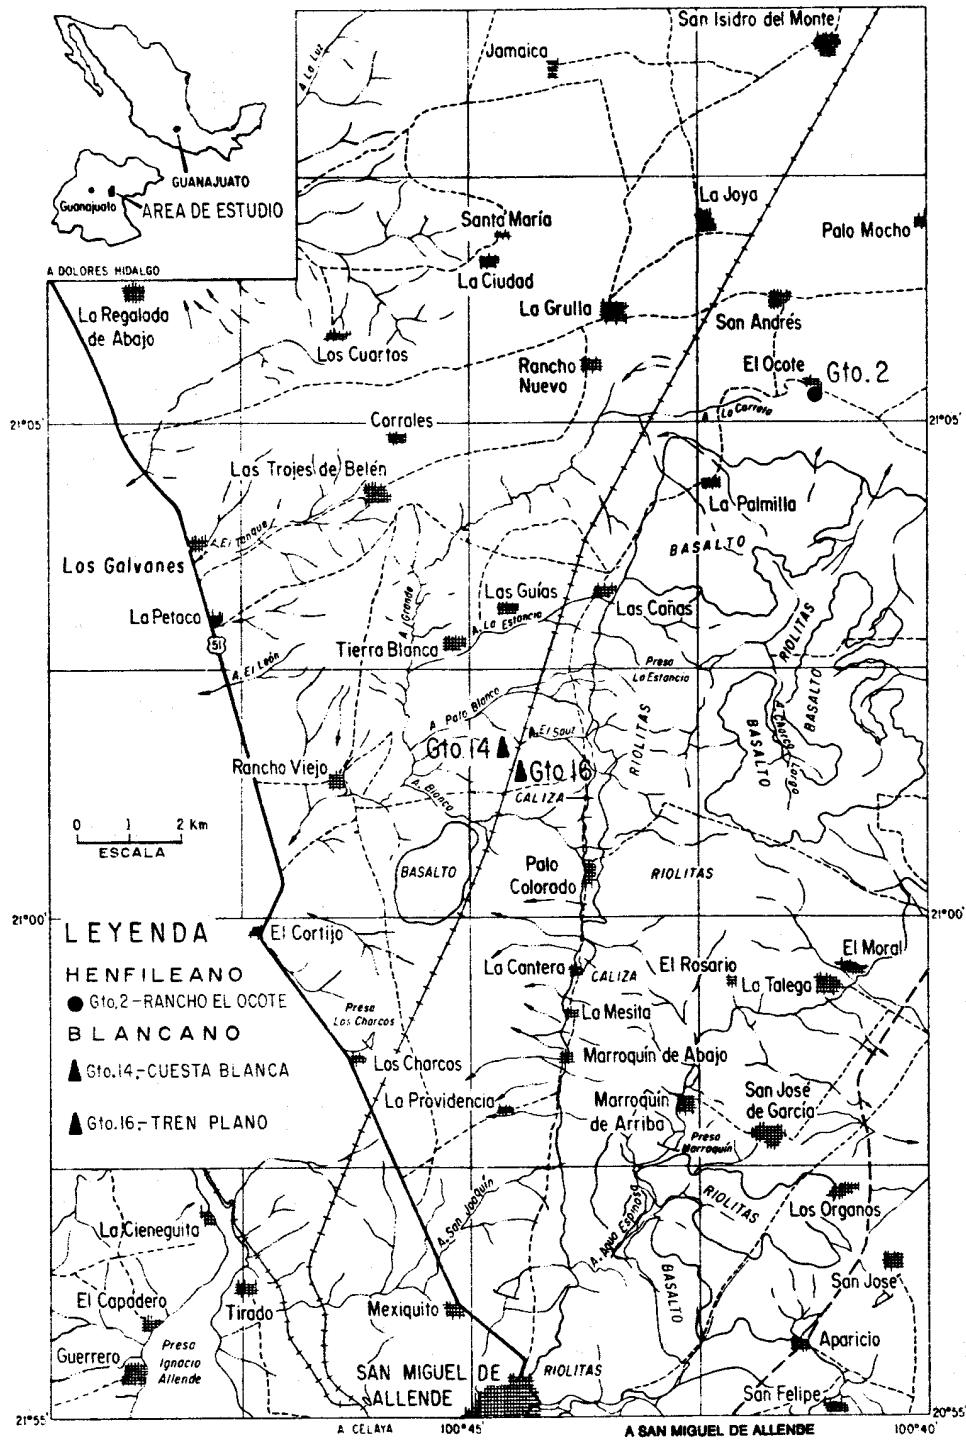 San Isidro del Monte
Jamaica
A La Luz
GUANAJUATO
Guanajuato
AREA DE ESTUDIO
La Joya
Santa María
Palo Mocho
La Ciudad
A DOLORES HIDALGO
La Regalada
de Abajo
La Grulla
San Andrés
Los Cuartos
Rancho
Nuevo
El Ocote
Gto. 2
A. La Carreta
21°05'
21°05'
Corrales
Las Trojes de Belén
La Palmilla
El Tanque
BASALTO
Los Galvanes
Las Guías
Las Cañas
La Petaca
A. Grande
A. La Estancia
RIOLITAS
51
Tierra Blanca
A. El León
Presa
La Estancia
BASALTO
A. Palo Blanco
A. El Sauz
RIOLITAS
BASALTO
A. Charco Largo
Gto. 14
Gto. 16
Rancho Viejo
A. Blanco
CALIZA
0 1 2 km
ESCALA
Palo
Colorado
BASALTO
RIOLITAS
21°00'
21°00'
LEYENDA
El Cortijo
El Moral
HENFILEANO
La Cantera
CALIZA
El Rosario
La Talega
Gto. 2-RANCHO EL OCOTE
Presa
Los Charcos
La Mesita
BLANCANO
Los Charcos
Marroquín de Abajo
Gto. 14,-CUESTA BLANCA
La Providencia
Marroquín
de Arriba
San José
de García
Gto. 16,- TREN PLANO
Presa
Marroquín
A. San Joaquín
A. Agua Espinosa
RIOLITAS
Los Organos
La Cieneguita
BASALTO
San José
El Capadero
Tirado
Mexiquito
Aparicio
Guerrero
Presa
Ignacio
Allende
SAN MIGUEL DE
ALLENDE
RIOLITAS
San Felipe
21°55'
20°55'
A CELAYA
100°45'
A SAN MIGUEL DE ALLENDE
100°40'